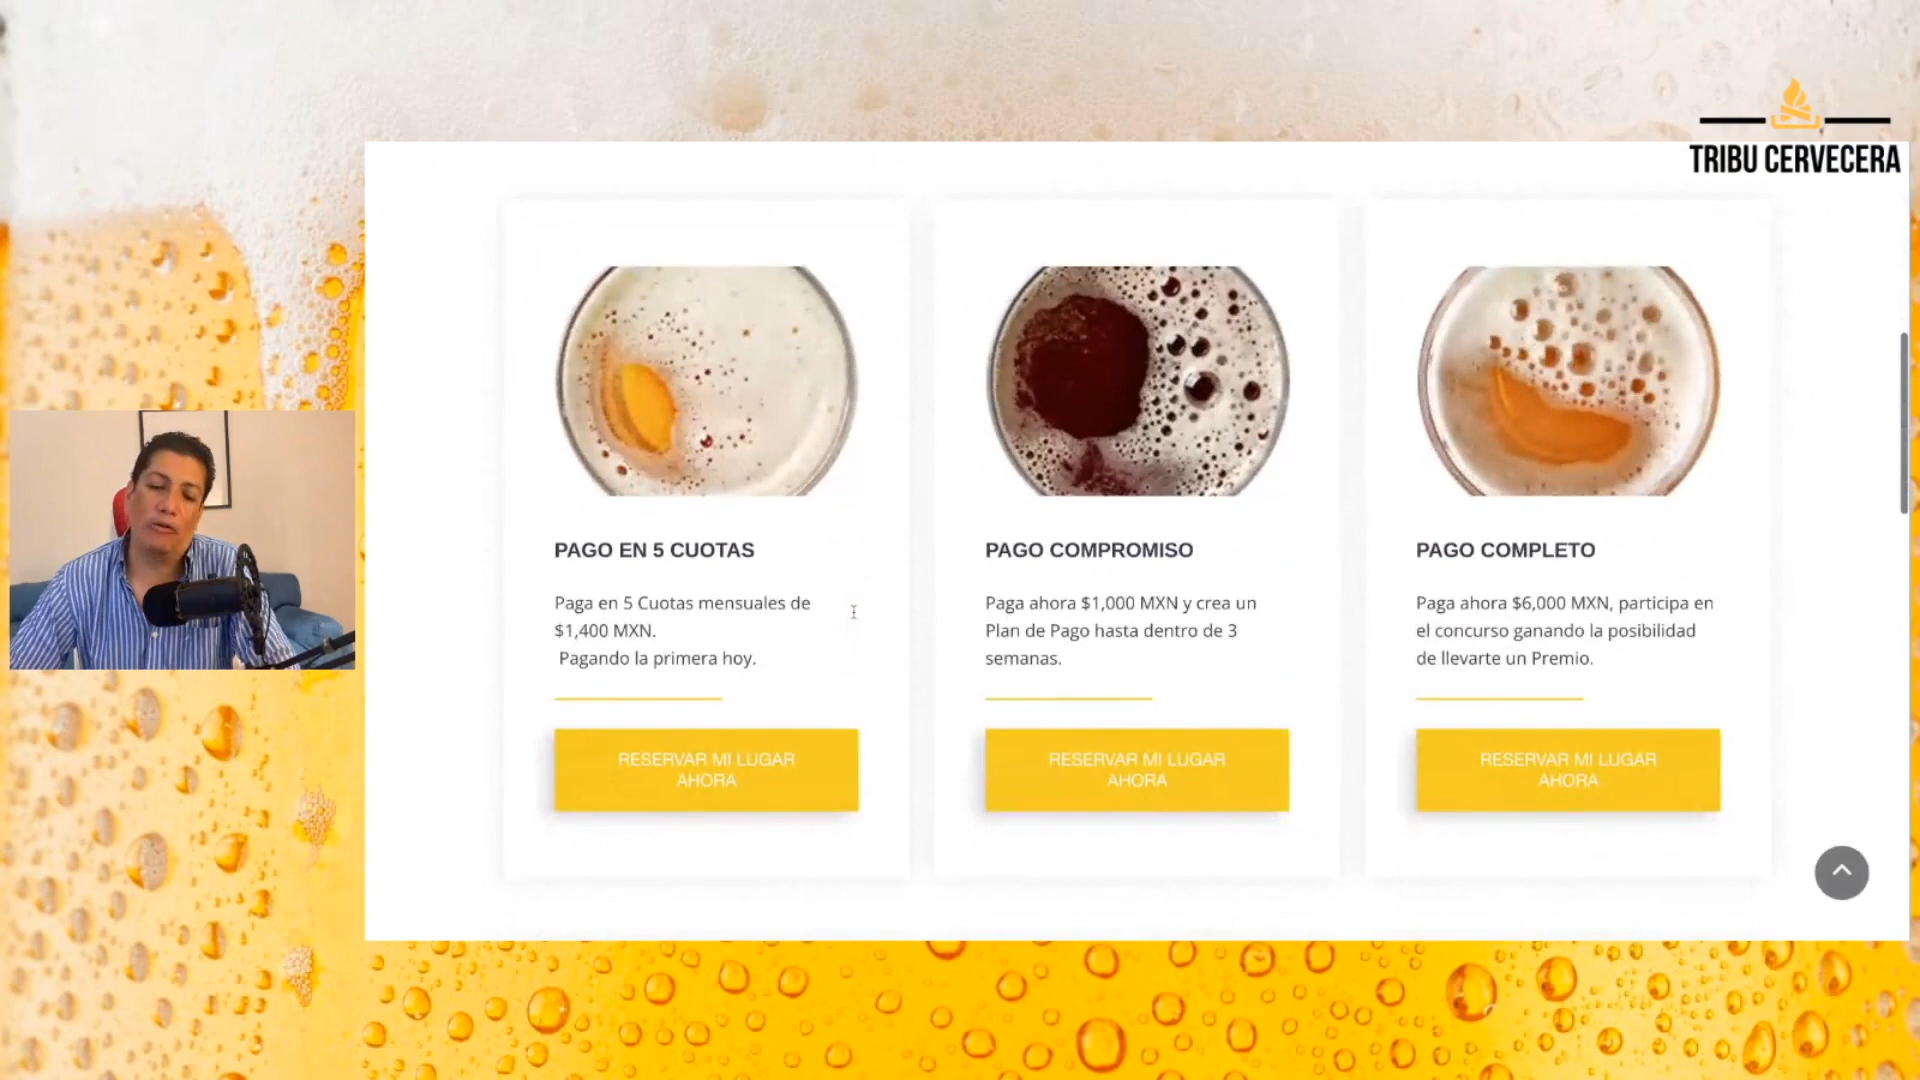 TRIBU CERVECERA
PAGO EN 5 CUOTAS
Paga en 5 Cuotas mensuales de
$1,400 MXN.
Pagando la primera hoy.
RESERVAR MI LUGAR
AHORA
PAGO COMPROMISO
Paga ahora $1,000 MXN y crea un
Plan de Pago hasta dentro de 3
semanas.
RESERVAR MI LUGAR
AHORA
PAGO COMPLETO
Paga ahora $6,000 MXN, participa en
el concurso ganando la posibilidad
de llevarte un Premio.
RESERVAR MI LUGAR
AHORA